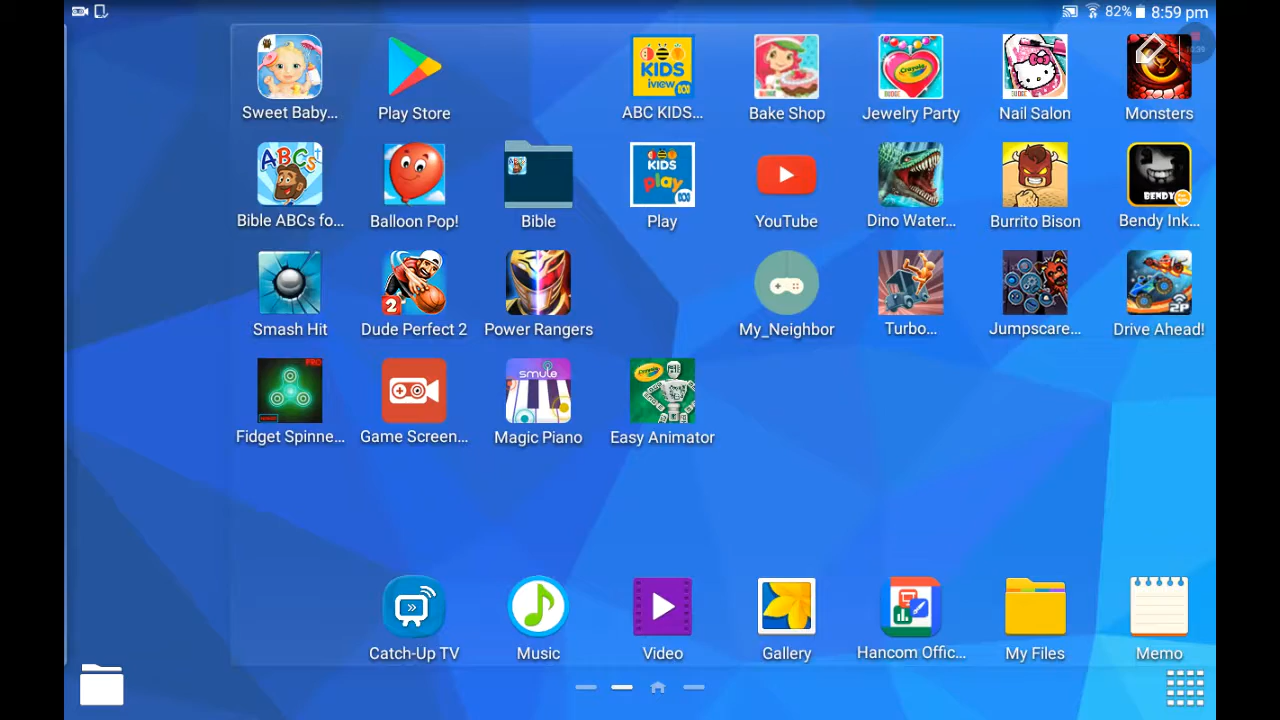 82% 8:59 pm
Sweet Baby... Play Store ABC KIDS... Bake Shop Jewelry Party Nail Salon Monsters
Bible ABCs fo... Balloon Pop! Bible Play YouTube Dino Water... Burrito Bison Bendy Ink...
Smash Hit Dude Perfect 2 Power Rangers My_Neighbor Turbo... Jumpscare... Drive Ahead!
Fidget Spinne... Game Screen... Magic Piano Easy Animator
Catch-Up TV Music Video Gallery Hancom Offic... My Files Memo
KIDS
iview
Crayola
ABCs
KIDS
play
BENDY
2
2P
PRO
smule
Crayola